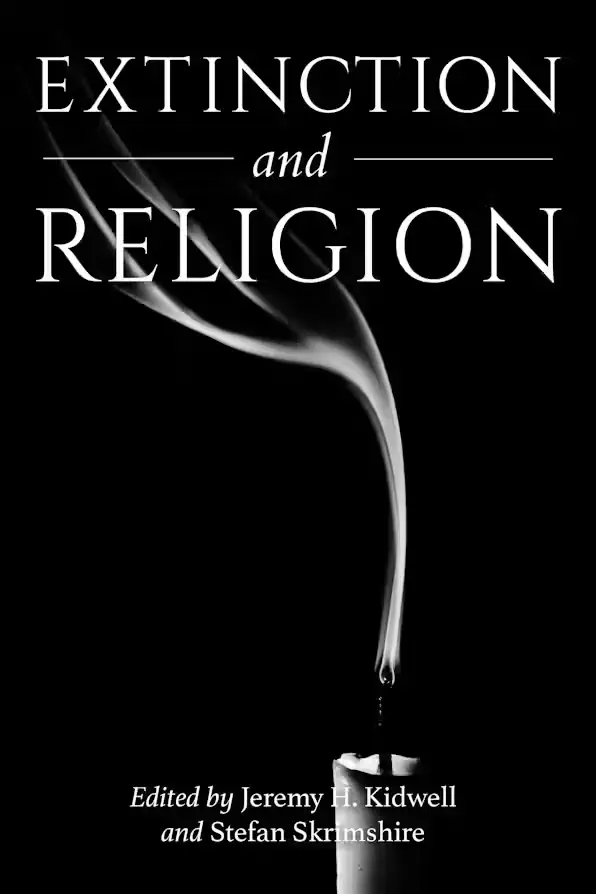 EXTINCTION
and
RELIGION
Edited by Jeremy H. Kidwell
and Stefan Skrimshire